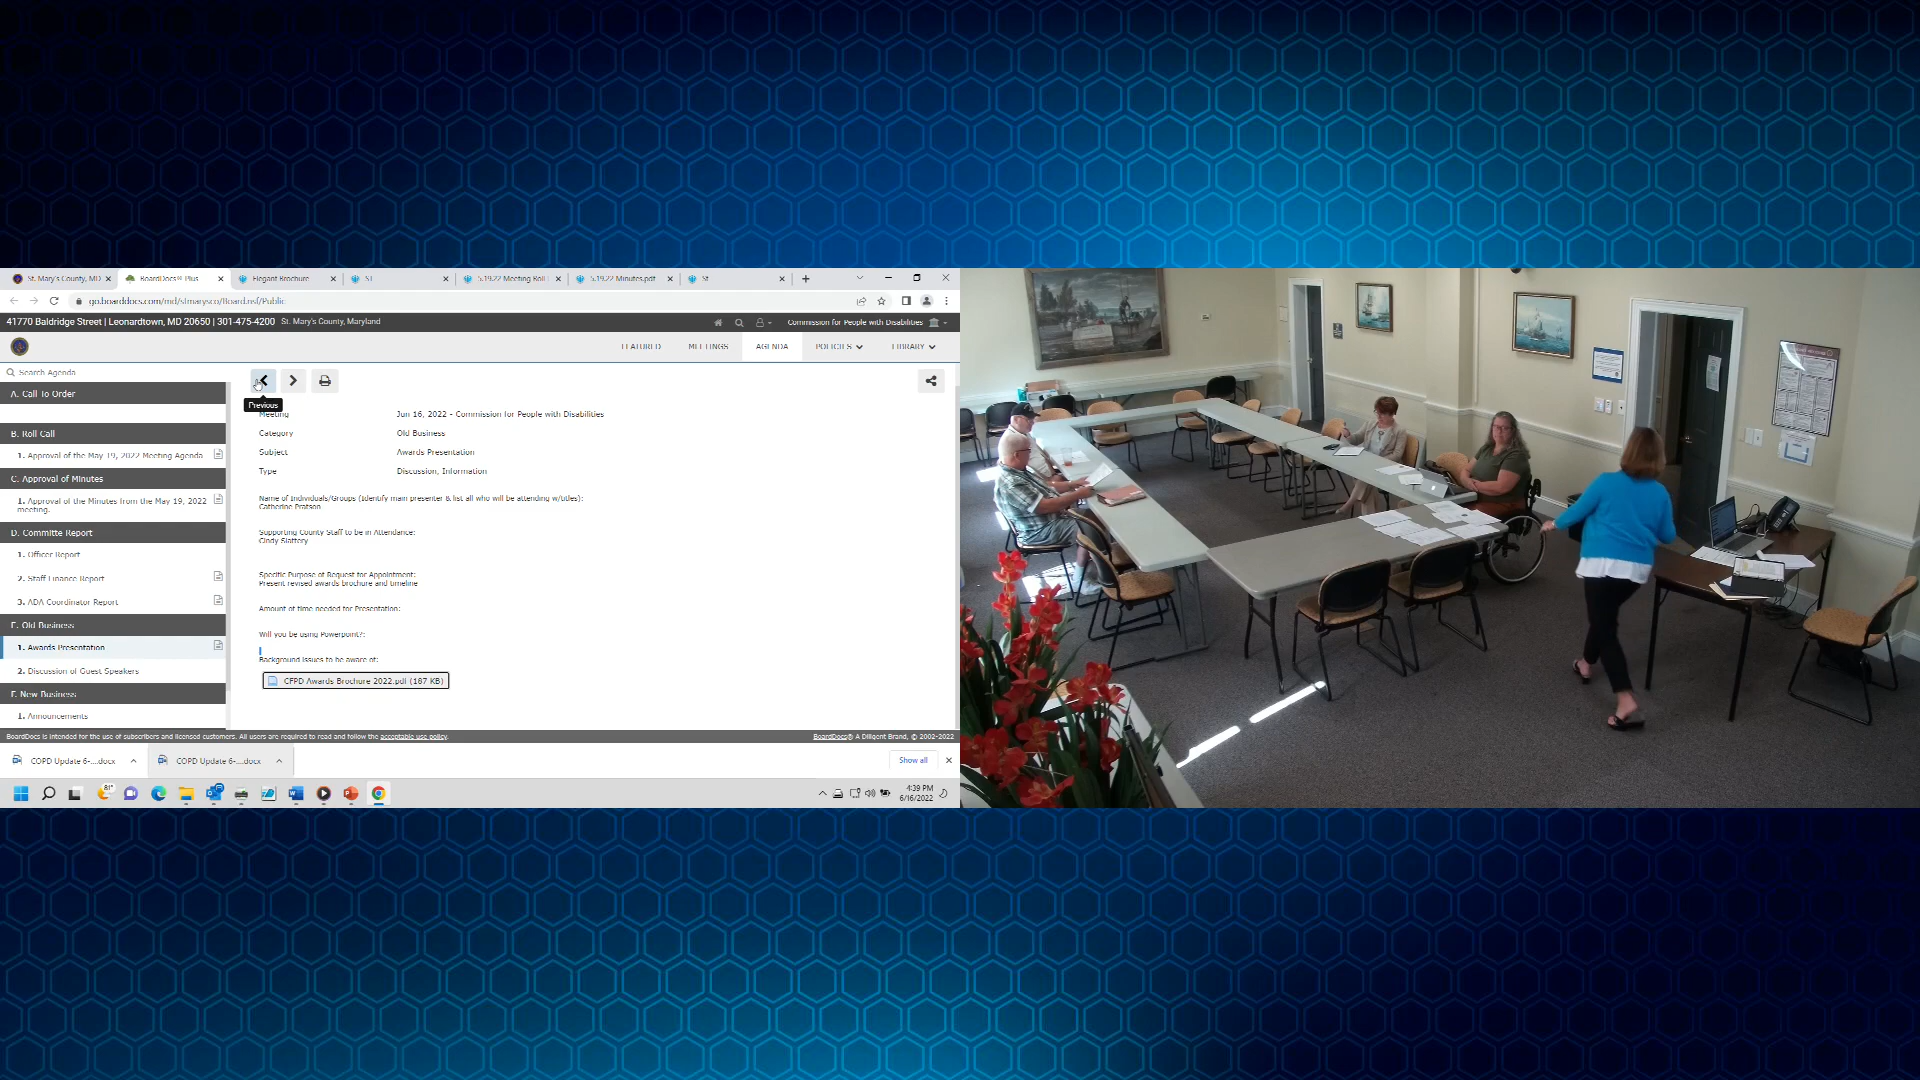 St. Mary's County, MD
BoardDocs® Plus
Elegant Brochure
ST
5.19.22 Meeting Roll
5.19.22 Minutes.pdf
St
go.boarddocs.com/md/stmarysco/Board.nsf/Public
41770 Baldridge Street | Leonardtown, MD 20650 | 301-475-4200 St. Mary's County, Maryland
Commission for People with Disabilities
FEATURED
MEETINGS
AGENDA
POLICIES
LIBRARY
Search Agenda
A. Call To Order
B. Roll Call
1. Approval of the May 19, 2022 Meeting Agenda
C. Approval of Minutes
1. Approval of the Minutes from the May 19, 2022
meeting.
D. Committe Report
1. Officer Report
2. Staff Finance Report
3. ADA Coordinator Report
E. Old Business
1. Awards Presentation
2. Discussion of Guest Speakers
F. New Business
1. Announcements
Previous
Meeting Jun 16, 2022 - Commission for People with Disabilities
Category Old Business
Subject Awards Presentation
Type Discussion, Information
Name of Individuals/Groups (Identify main presenter & list all who will be attending w/titles):
Catherine Pratson
Supporting County Staff to be in Attendance:
Cindy Slattery
Specific Purpose of Request for Appointment:
Present revised awards brochure and timeline
Amount of time needed for Presentation:
Will you be using Powerpoint?:
Background issues to be aware of:
CFPD Awards Brochure 2022.pdf (187 KB)
BoardDocs is intended for the use of subscribers and licensed customers. All users are required to read and follow the acceptable use policy.
BoardDocs® A Diligent Brand, © 2002-2022
COPD Update 6-....docx
COPD Update 6-....docx
Show all
81°
4:39 PM
6/16/2022